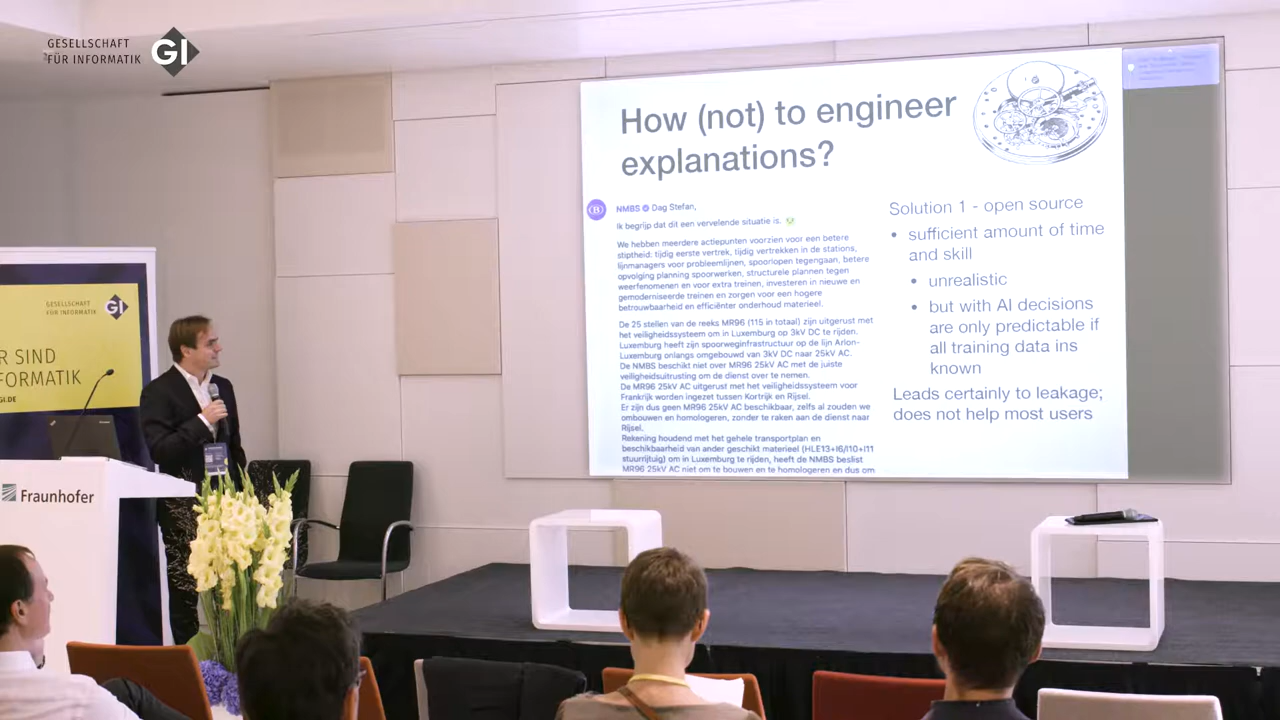 GESELLSCHAFT
FÜR INFORMATIK
GI
How (not) to engineer
explanations?
NMBS Dag Stefan,
Ik begrijp dat dit een vervelende situatie is.
We hebben meerdere actiepunten voorzien voor een betere
stiptheid: tijdig eerste vertrek, tijdig vertrekken in de stations,
lijnmanagers voor probleemlijnen, spoorlopen tegengaan, betere
opvolging planning spoorwerken, structurele plannen tegen
weerfenomenen en voor extra treinen, investeren in nieuwe en
gemoderniseerde treinen en zorgen voor een hogere
betrouwbaarheid en efficiënter onderhoud materieel.
De 25 stellen van de reeks MR96 (115 in totaal) zijn uitgerust met
het veiligheidssysteem om in Luxemburg op 3kV DC te rijden.
Luxemburg heeft zijn spoorweginfrastructuur op de lijn Arlon-
Luxemburg onlangs omgebouwd van 3kV DC naar 25kV AC.
De NMBS beschikt niet over MR96 25kV AC met de juiste
veiligheidsuitrusting om de dienst over te nemen.
De MR96 25kV AC uitgerust met het veiligheidssysteem voor
Frankrijk worden ingezet tussen Kortrijk en Rijsel.
Er zijn dus geen MR96 25kV AC beschikbaar, zelfs al zouden we
ombouwen en homologeren, zonder te raken aan de dienst naar
Rijsel.
Rekening houdend met het gehele transportplan en
beschikbaarheid van ander geschikt materieel (HLE13+I6/I10+I11
stuurrijtuig) om in Luxemburg te rijden, heeft de NMBS beslist
MR96 25kV AC niet om te bouwen en te homologeren en dus om
Solution 1 - open source
• sufficient amount of time
and skill
• unrealistic
• but with AI decisions
are only predictable if
all training data ins
known
Leads certainly to leakage;
does not help most users
GESELLSCHAFT
FÜR INFORMATIK
GI
R SIND
FORMATIK
GI.DE
Fraunhofer